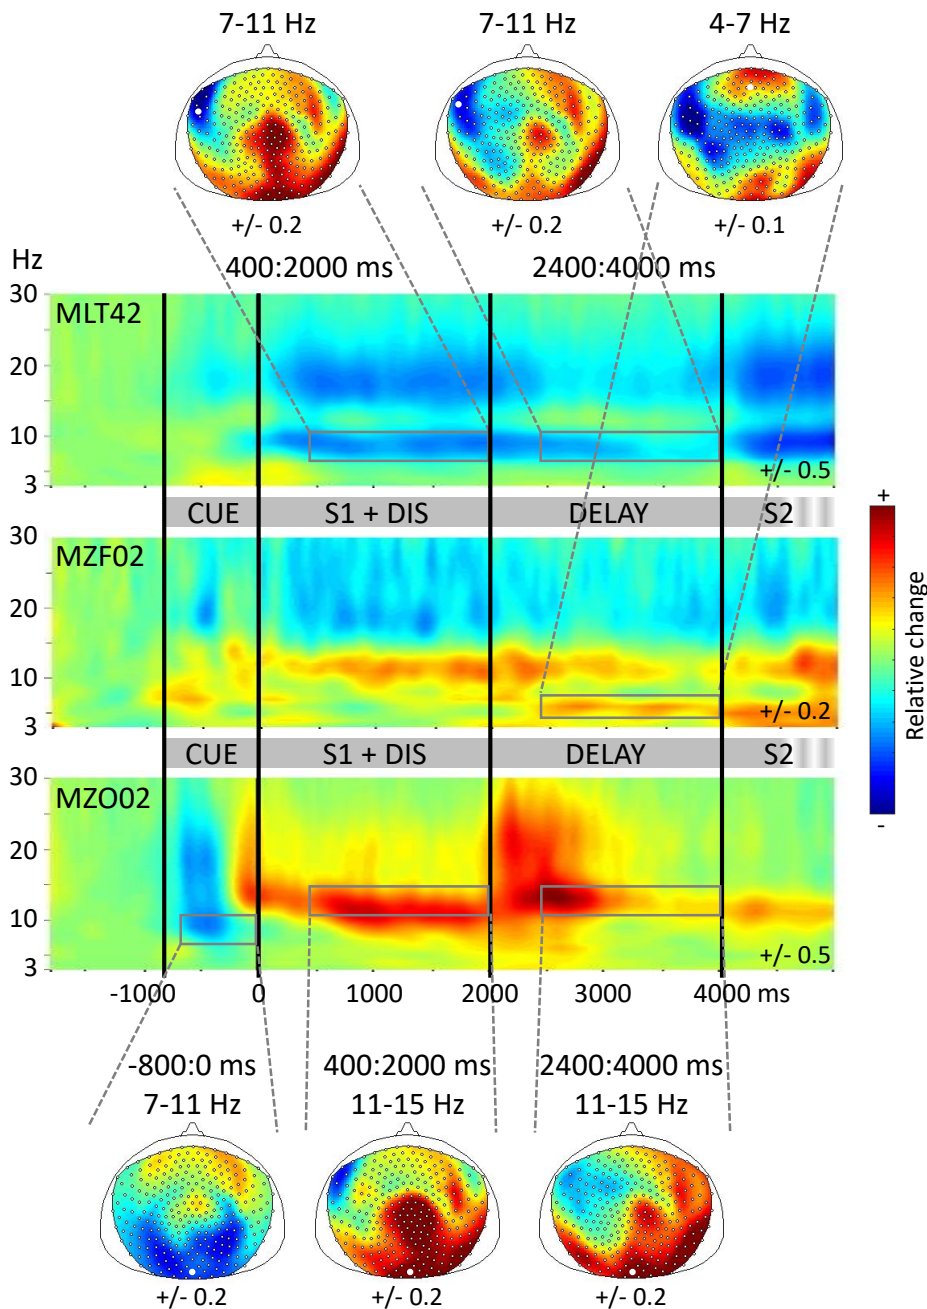 7-11 Hz 7-11 Hz 4-7 Hz
+/- 0.2 +/- 0.2 +/- 0.1
Hz 400:2000 ms 2400:4000 ms
30
MLT42
20
10
3
+/- 0.5
CUE S1 + DIS DELAY S2
30
MZF02
20
10
3
+/- 0.2
CUE S1 + DIS DELAY S2
30
MZO02
20
10
3
+/- 0.5
-1000 0 1000 2000 3000 4000 ms
+
Relative change
-
-800:0 ms 400:2000 ms 2400:4000 ms
7-11 Hz 11-15 Hz 11-15 Hz
+/- 0.2 +/- 0.2 +/- 0.2